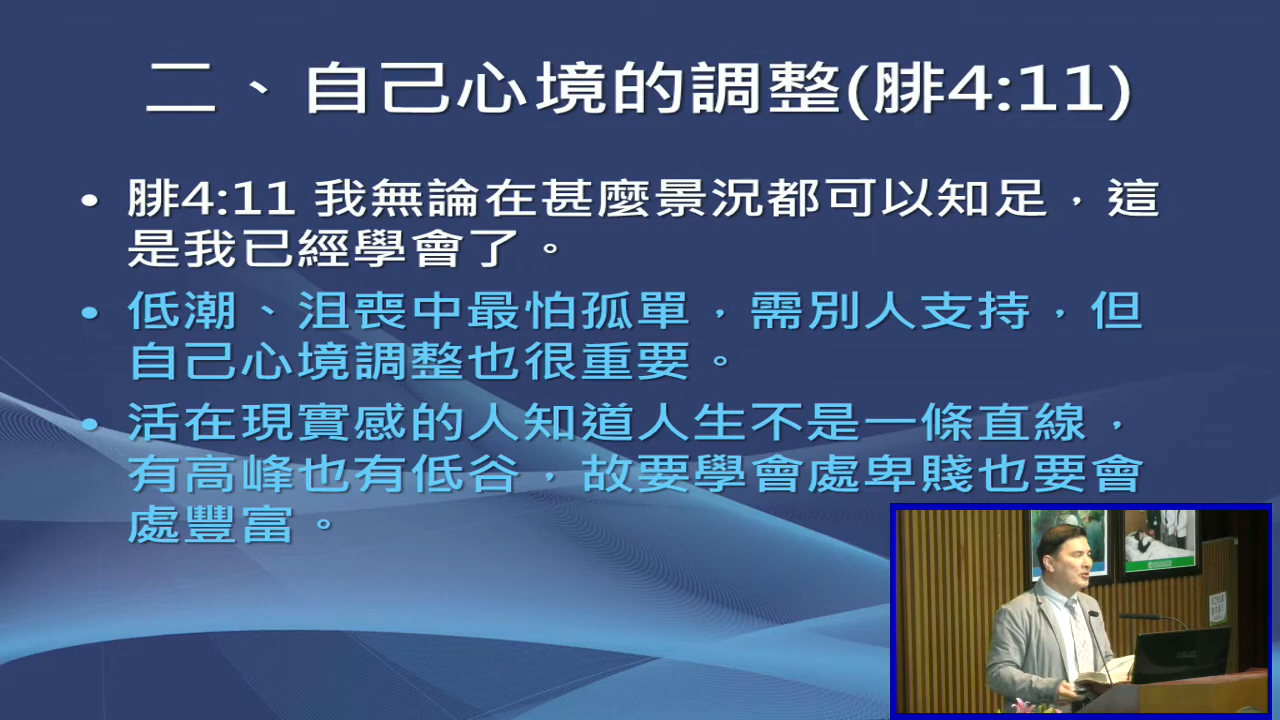 二、自己心境的調整(腓4:11)
• 腓4:11 我無論在甚麼景況都可以知足，這
是我已經學會了。
• 低潮、沮喪中最怕孤單，需別人支持，但
自己心境調整也很重要。
• 活在現實感的人知道人生不是一條直線，
有高峰也有低谷，故要學會處卑賤也要會
處豐富。